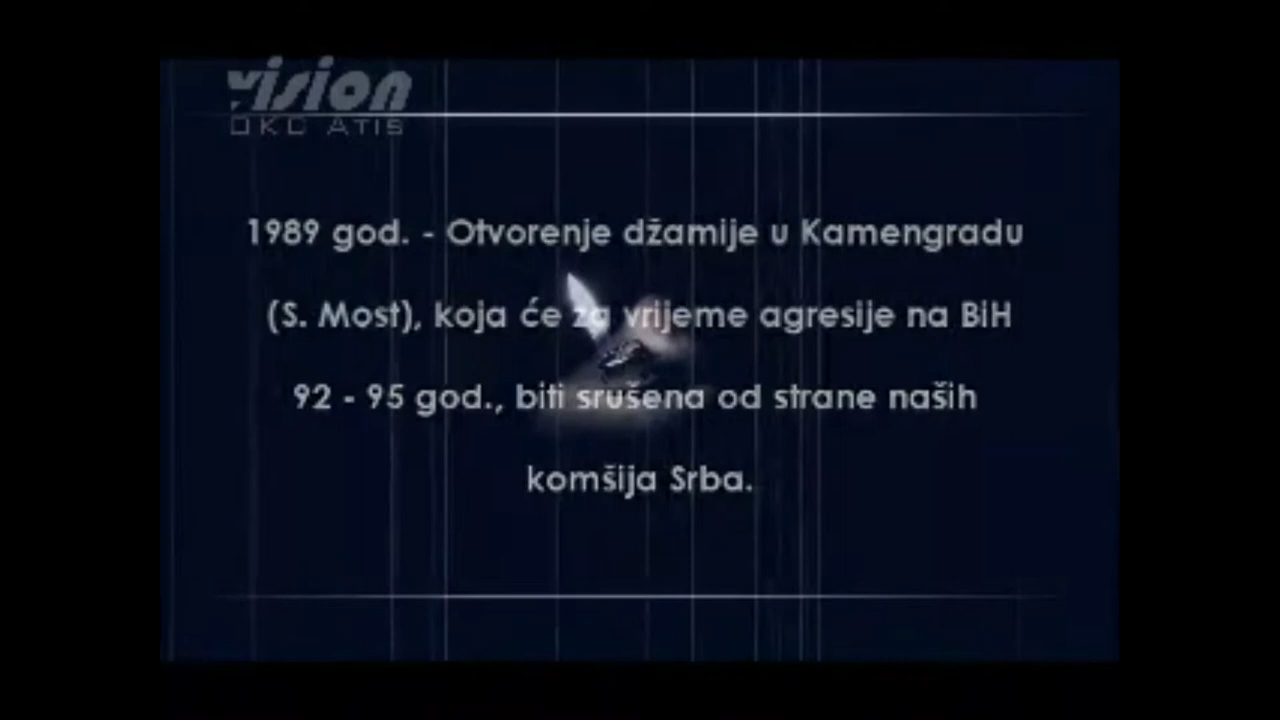 vision
OKC ATIS
1989 god. - Otvorenje džamije u Kamengradu
(S. Most), koja će za vrijeme agresije na BiH
92 - 95 god., biti srušena od strane naših
komšija Srba.